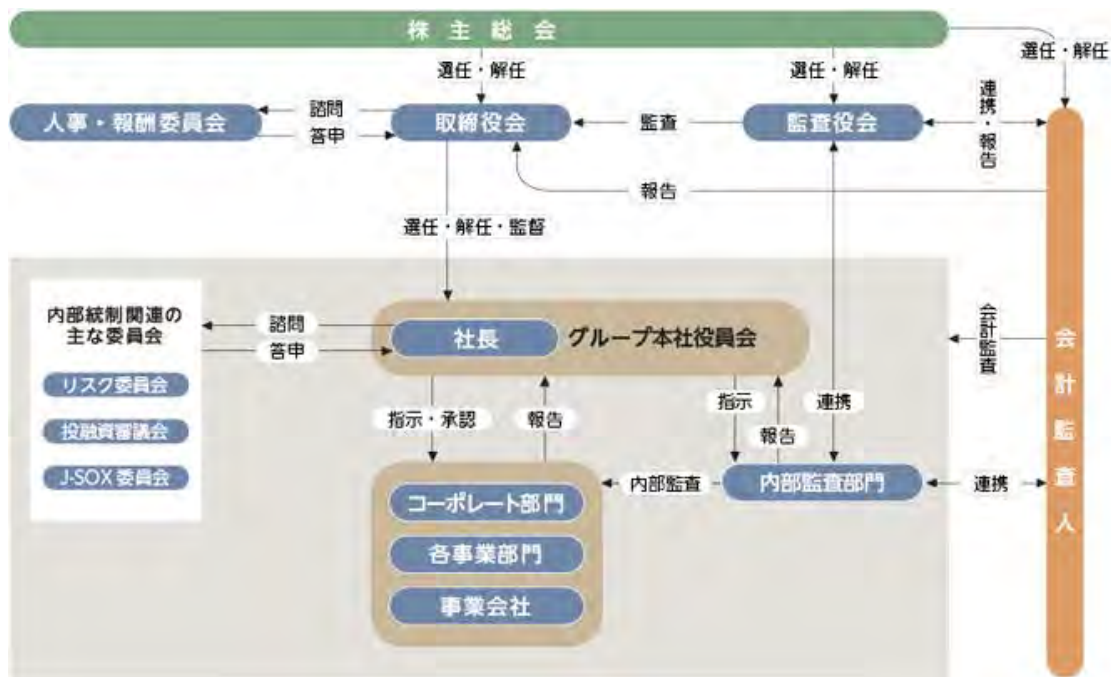 株主総会
選任・解任
選任・解任
選任・解任
人事・報酬委員会
諮問
答申
取締役会
監査
監査役会
連携・報告
報告
選任・解任・監督
内部統制関連の
主な委員会
リスク委員会
投融資審議会
J-SOX 委員会
諮問
答申
社長
グループ本社役員会
会計監査
会計監査人
指示・承認
報告
指示
報告
連携
コーポレート部門
各事業部門
事業会社
内部監査
内部監査部門
連携